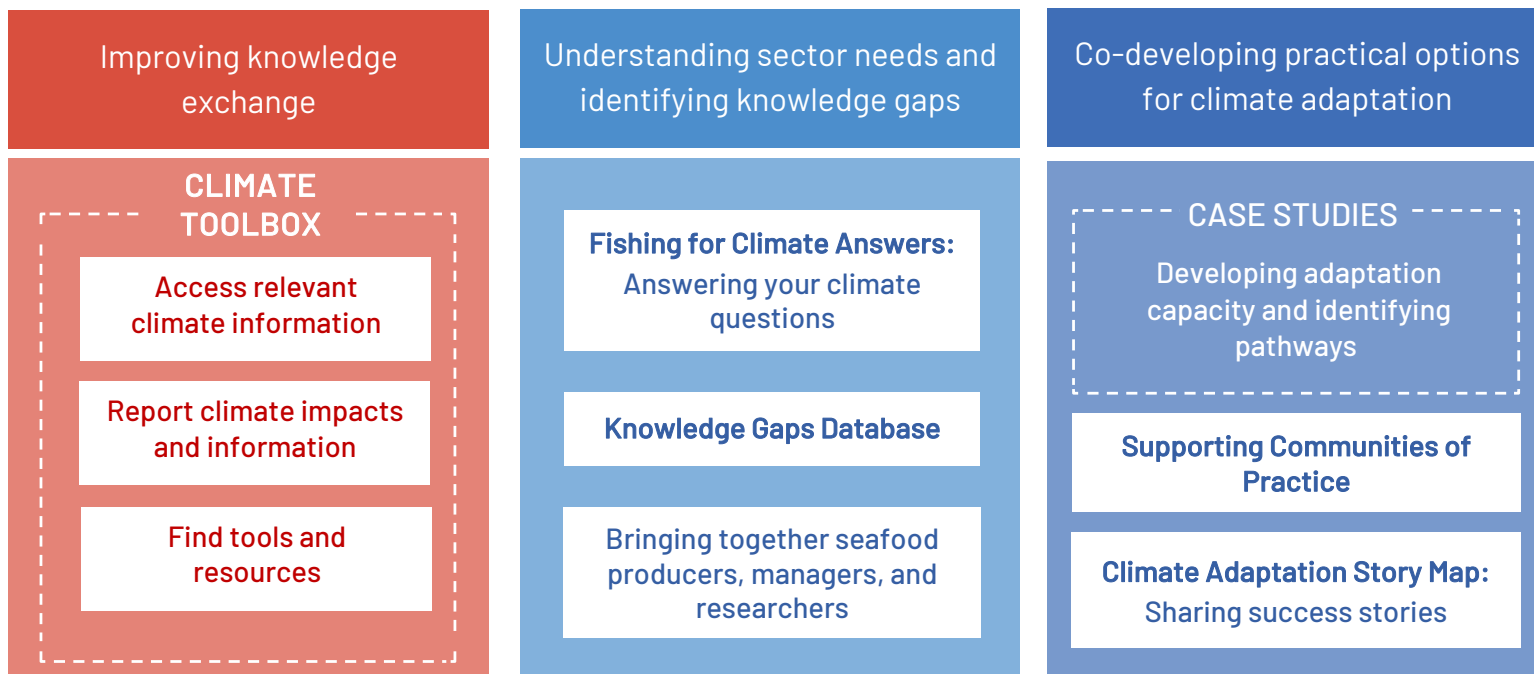 Improving knowledge
exchange
CLIMATE
TOOLBOX
Access relevant
climate information
Report climate impacts
and information
Find tools and
resources
Understanding sector needs and
identifying knowledge gaps
Fishing for Climate Answers:
Answering your climate
questions
Knowledge Gaps Database
Bringing together seafood
producers, managers, and
researchers
Co-developing practical options
for climate adaptation
CASE STUDIES
Developing adaptation
capacity and identifying
pathways
Supporting Communities of
Practice
Climate Adaptation Story Map:
Sharing success stories